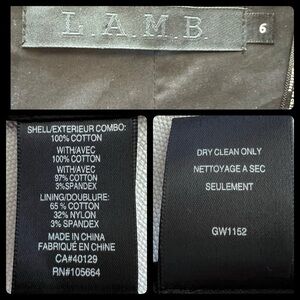 L.A.M.B.
6
SHELL/EXTERIEUR COMBO:
100% COTTON
WITH/AVEC
100% COTTON
WITH/AVEC
97% COTTON
3% SPANDEX
LINING/DOUBLURE:
65 % COTTON
32% NYLON
3% SPANDEX
MADE IN CHINA
FABRIQUÉ EN CHINE
CA#40129
RN#105664
DRY CLEAN ONLY
NETTOYAGE A SEC
SEULEMENT
GW1152